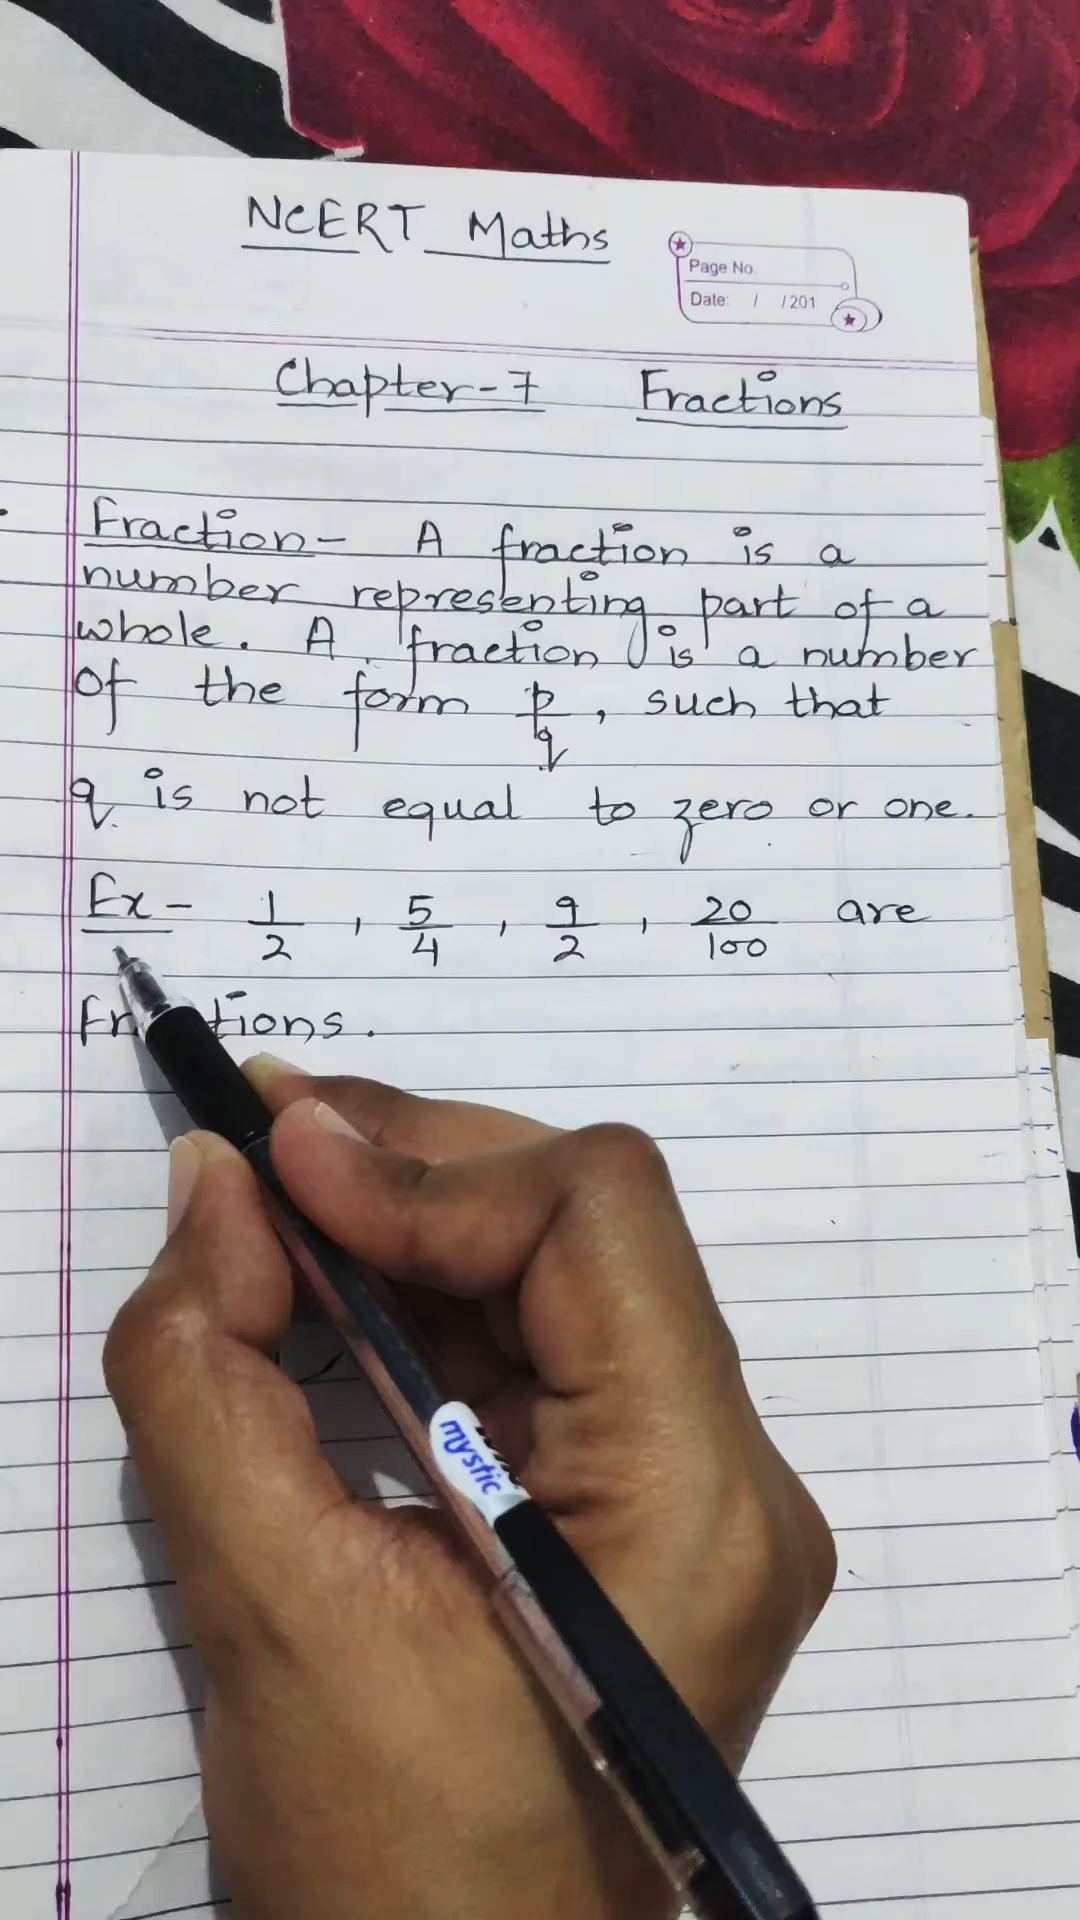 NCERT Maths
Page No.
Date: / /201
Chapter-7 Fractions
Fraction- A fraction is a
number representing part of a
whole. A fraction is a number
of the form p/q, such that
q is not equal to zero or one.
Ex- 1/2, 5/4, 9/2, 20/100 are
tions.
mystic